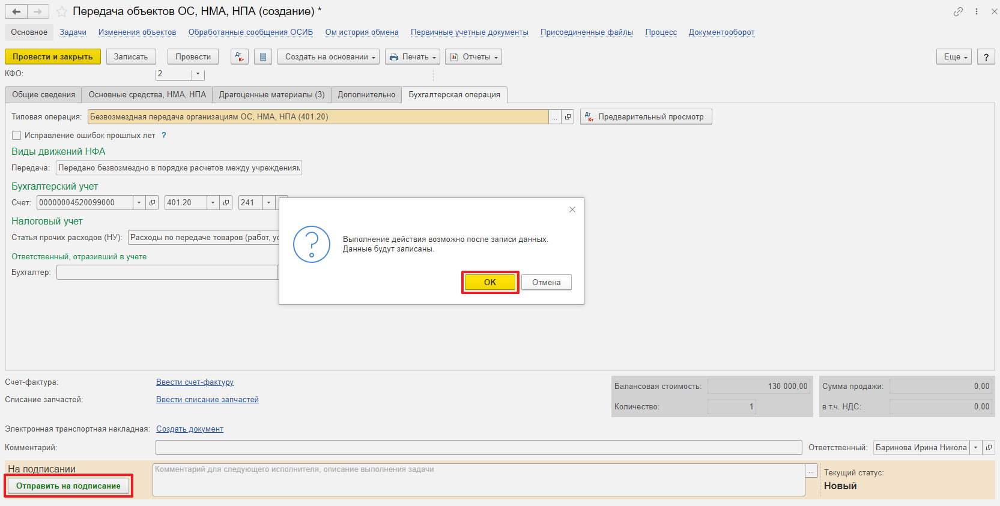 Передача объектов ОС, НМА, НПА (создание) *
Основное Задачи Изменения объектов Обработанные сообщения ОСИБ Ом история обмена Первичные учетные документы Присоединенные файлы Процесс Документооборот
Провести и закрыть Записать Провести Дт Кт Создать на основании Печать Отчеты Еще ?
КФО: 2
Общие сведения Основные средства, НМА, НПА Драгоценные материалы (3) Дополнительно Бухгалтерская операция
Типовая операция: Безвозмездная передача организациям ОС, НМА, НПА (401.20) ... Дт Кт Предварительный просмотр
Исправление ошибок прошлых лет ?
Виды движений НФА
Передача: Передано безвозмездно в порядке расчетов между учреждениям
Бухгалтерский учет
Счет: 00000004520099000 401.20 241
Налоговый учет
Статья прочих расходов (НУ): Расходы по передаче товаров (работ, ус
Ответственный, отразивший в учете
Бухгалтер:
Выполнение действия возможно после записи данных.
Данные будут записаны.
ОК Отмена
Счет-фактура: Ввести счет-фактуру
Списание запчастей: Ввести списание запчастей
Балансовая стоимость: 130 000,00 Сумма продажи: 0,00
Количество: 1 в т.ч. НДС: 0,00
Электронная транспортная накладная: Создать документ
Комментарий: Ответственный: Баринова Ирина Никола
На подписании Комментарий для следующего исполнителя, описание выполнения задачи ... Текущий статус:
Отправить на подписание Новый